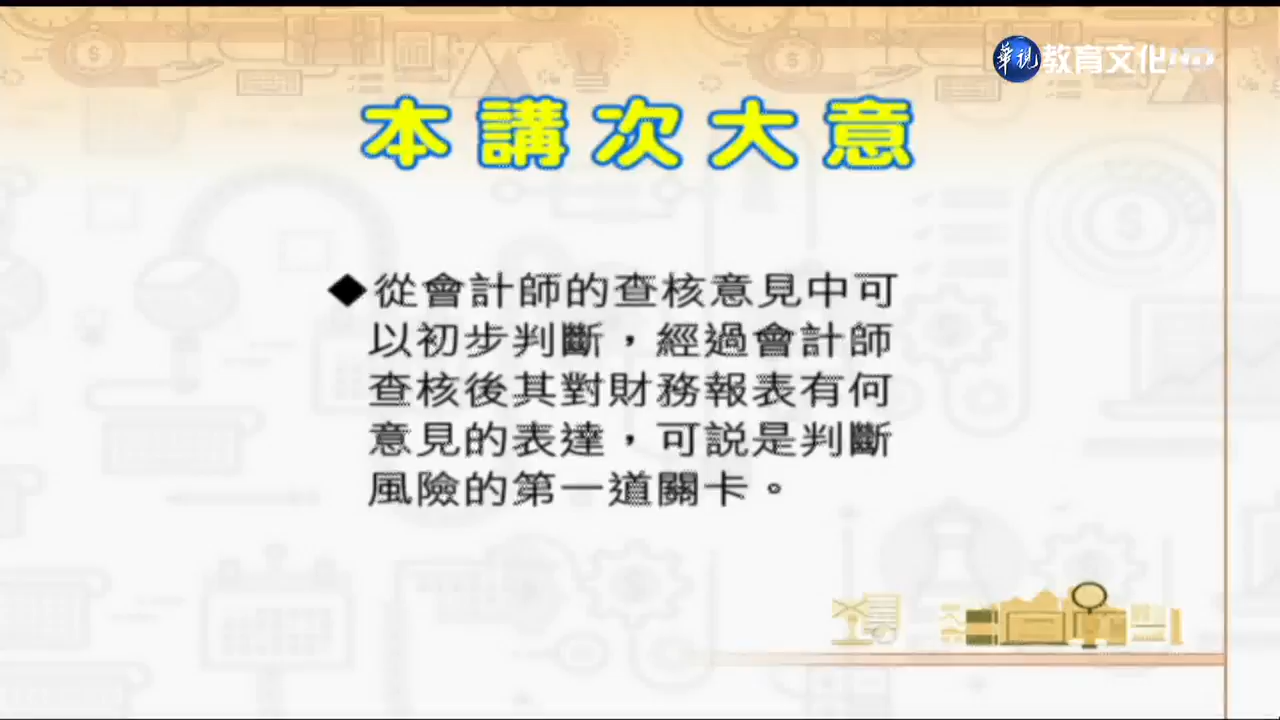 華視 教育文化HD
本講次大意
◆從會計師的查核意見中可
以初步判斷，經過會計師
查核後其對財務報表有何
意見的表達，可說是判斷
風險的第一道關卡。